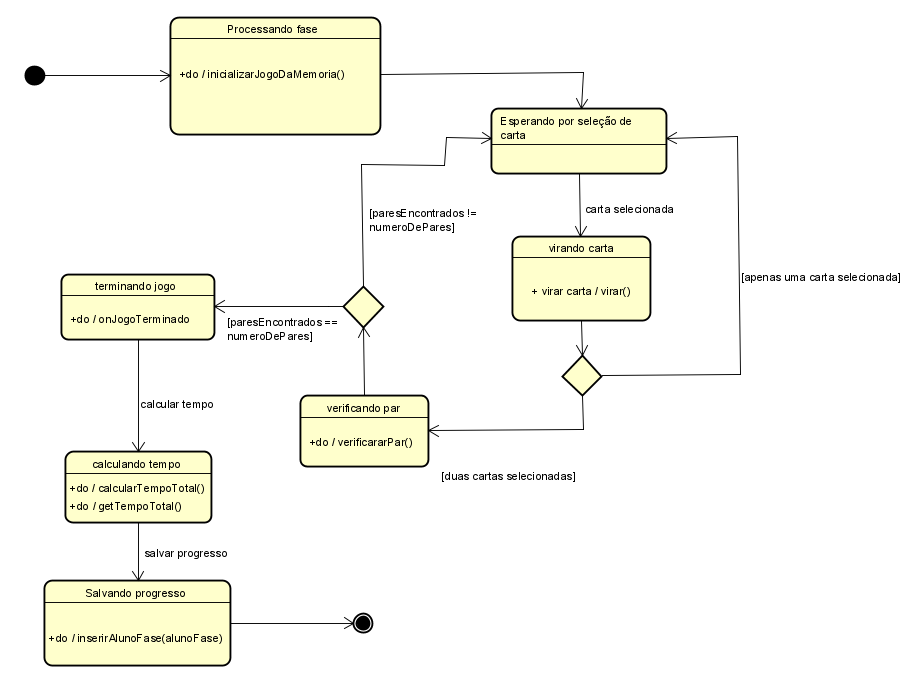 Processando fase
+do / inicializarJogoDaMemoria()
Esperando por seleção de
carta
carta selecionada
[paresEncontrados !=
numeroDePares]
virando carta
+ virar carta / virar()
[apenas uma carta selecionada]
terminando jogo
+do / onJogoTerminado
[paresEncontrados ==
numeroDePares]
verificando par
+do / verificararPar()
[duas cartas selecionadas]
calcular tempo
calculando tempo
+do / calcularTempoTotal()
+do / getTempoTotal()
salvar progresso
Salvando progresso
+do / inserirAlunoFase(alunoFase)